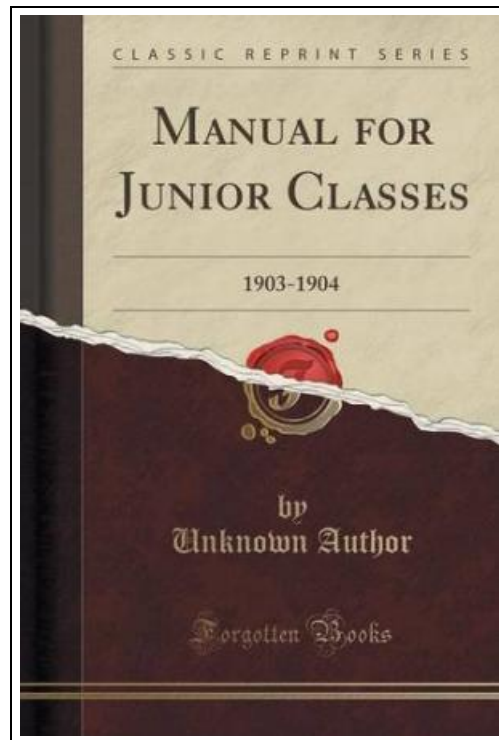 CLASSIC REPRINT SERIES
MANUAL FOR
JUNIOR CLASSES
1903-1904
by
Unknown Author
Forgotten Books